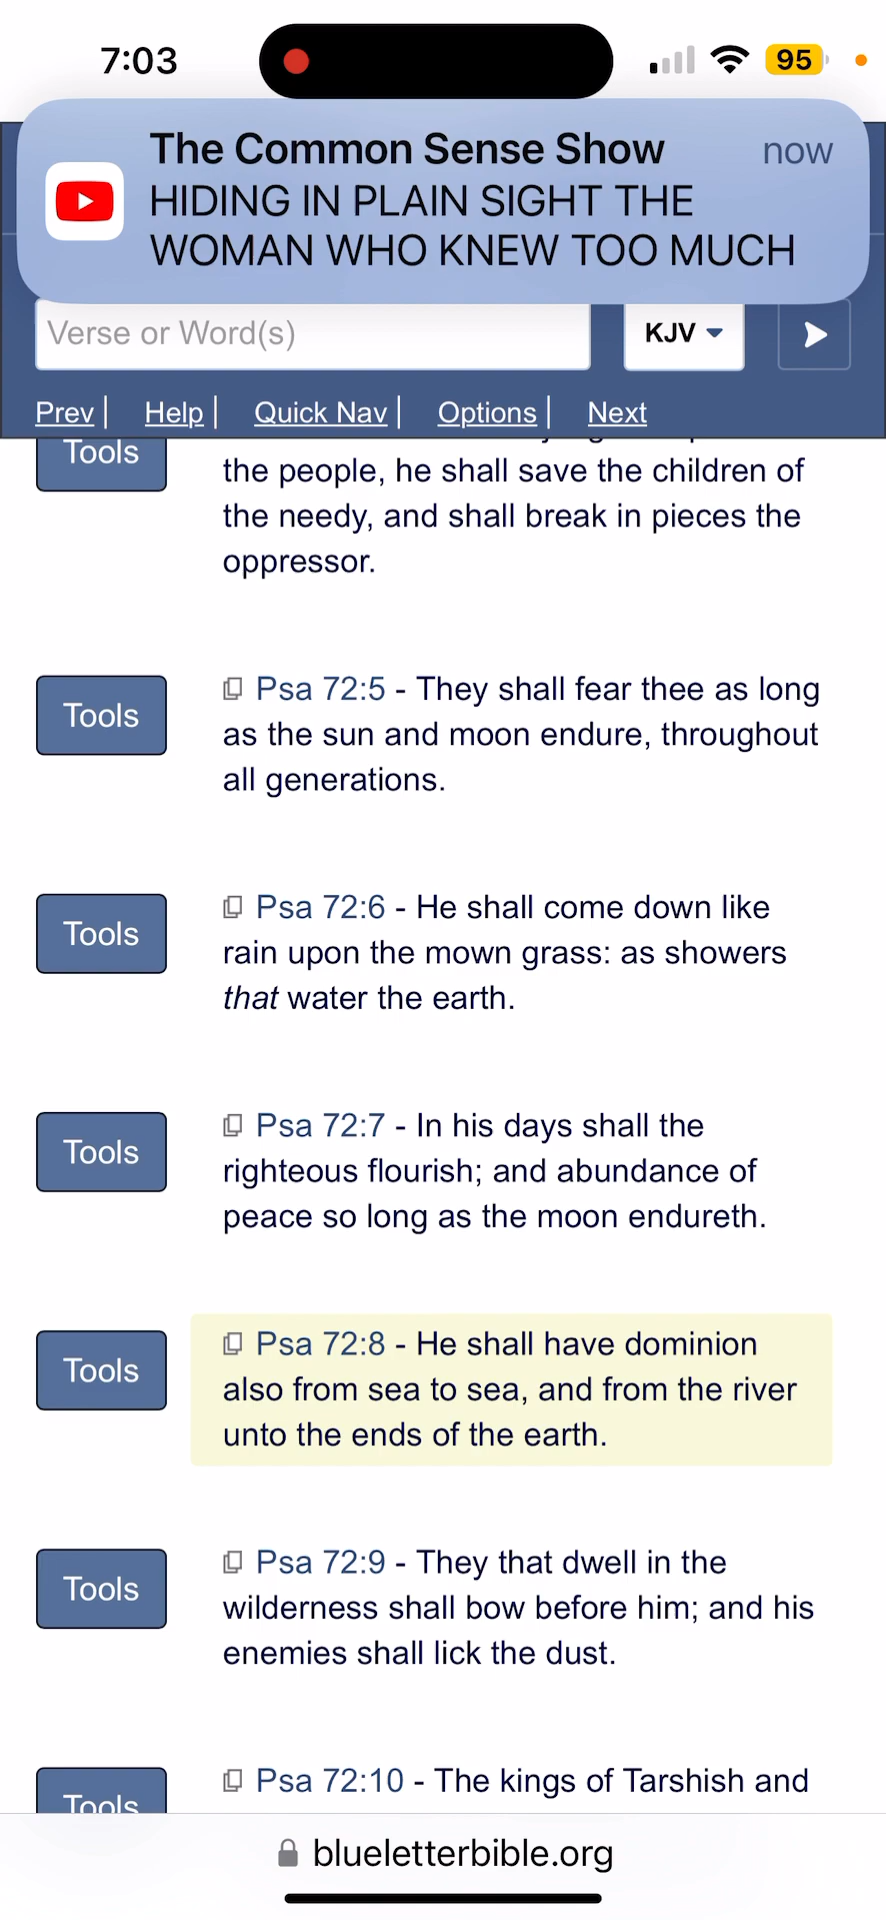 7:03
95
The Common Sense Show
now
HIDING IN PLAIN SIGHT THE
WOMAN WHO KNEW TOO MUCH
Verse or Word(s)
KJV
Prev | Help | Quick Nav | Options | Next
Tools
the people, he shall save the children of
the needy, and shall break in pieces the
oppressor.
Tools
Psa 72:5 - They shall fear thee as long
as the sun and moon endure, throughout
all generations.
Tools
Psa 72:6 - He shall come down like
rain upon the mown grass: as showers
that water the earth.
Tools
Psa 72:7 - In his days shall the
righteous flourish; and abundance of
peace so long as the moon endureth.
Tools
Psa 72:8 - He shall have dominion
also from sea to sea, and from the river
unto the ends of the earth.
Tools
Psa 72:9 - They that dwell in the
wilderness shall bow before him; and his
enemies shall lick the dust.
Tools
Psa 72:10 - The kings of Tarshish and
blueletterbible.org